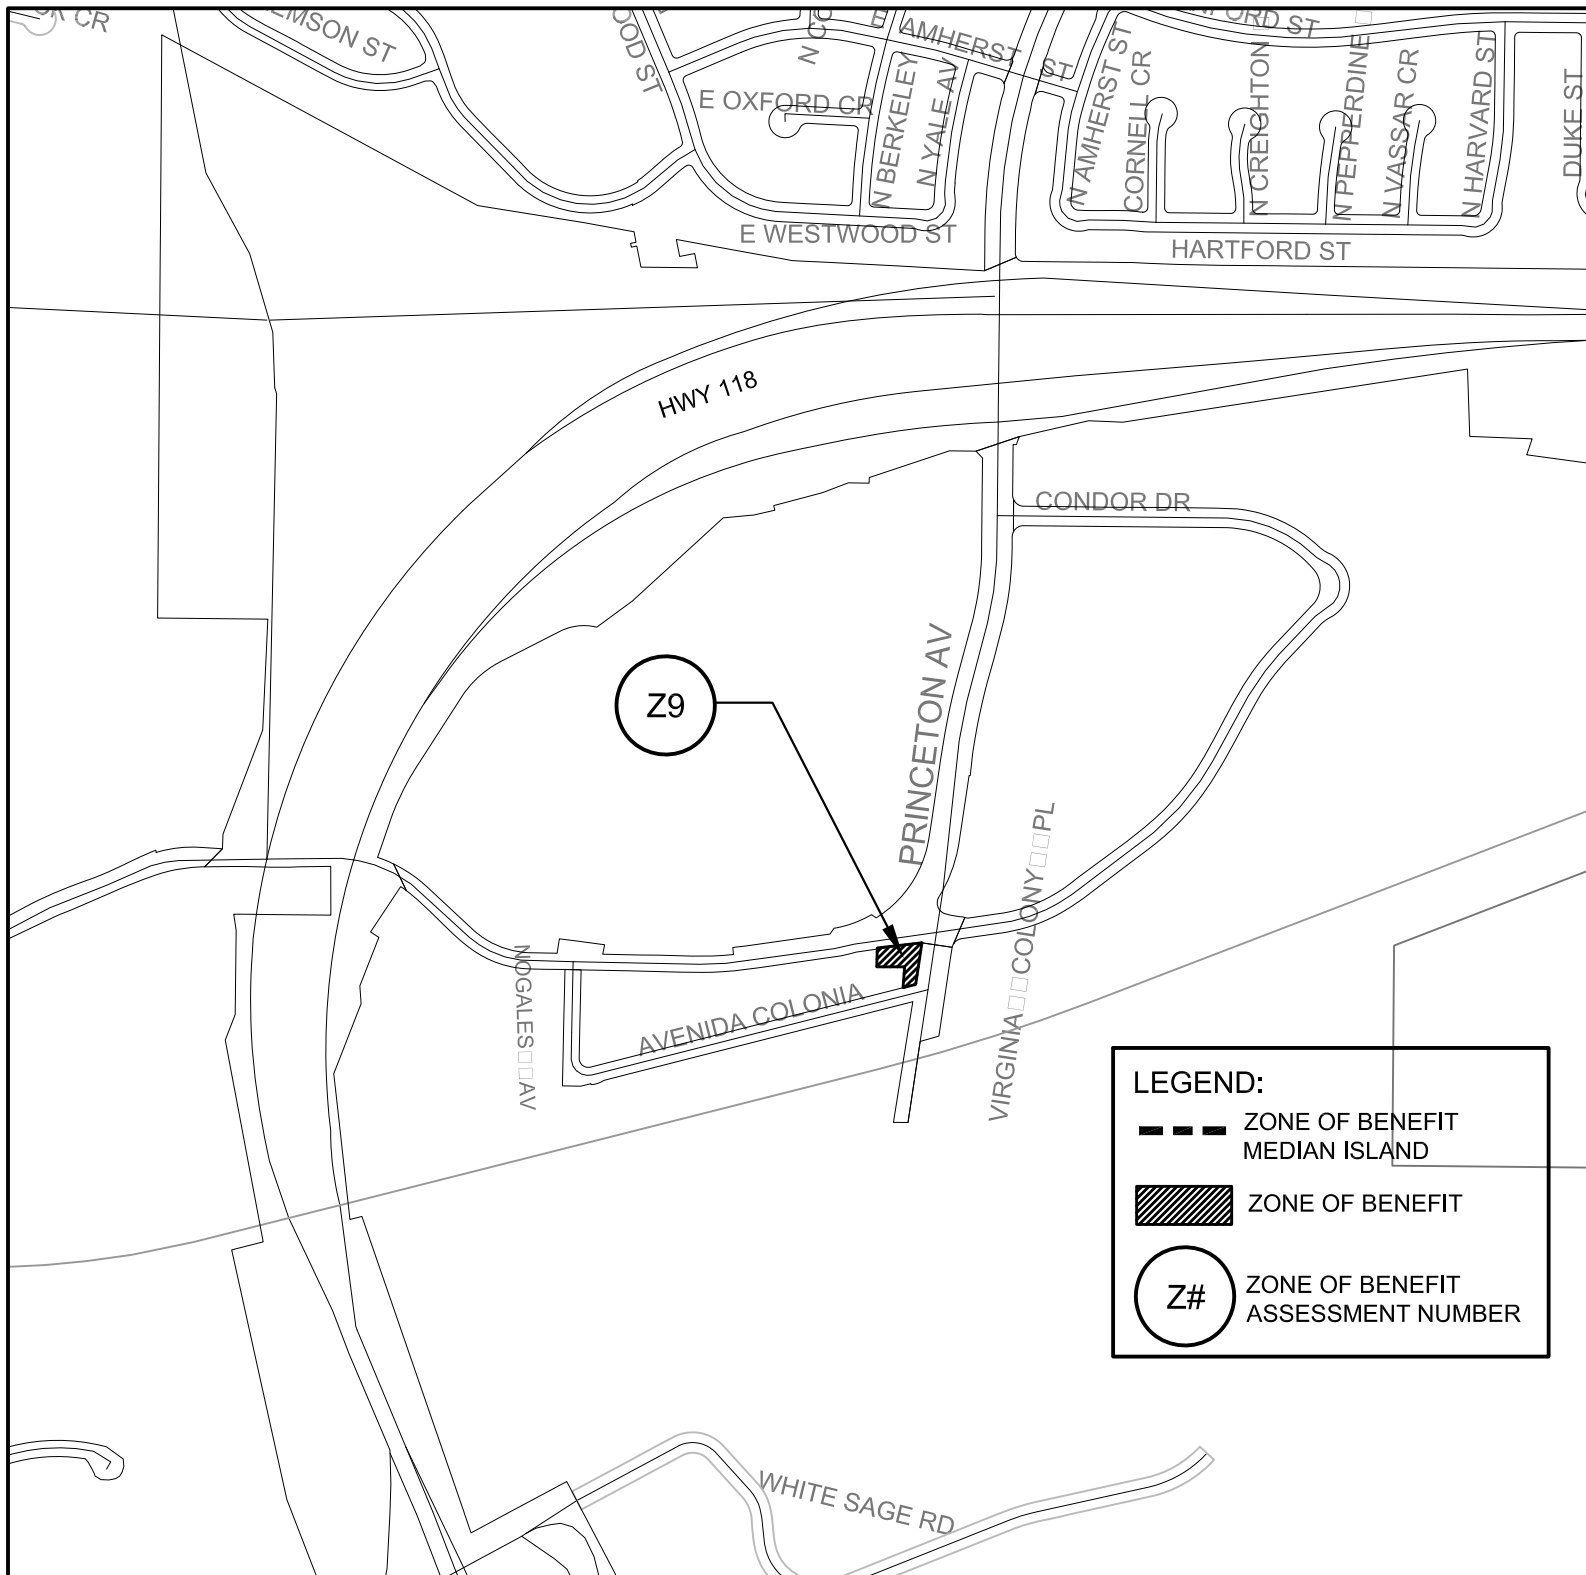 EMSON ST
OOD ST
E AMHERST ST
E OXFORD CR
N BERKELEY
N YALE AV
N AMHERST ST
CORNELL CR
N CREIGHTON
N PEPPERDINE
N VASSAR CR
N HARVARD ST
DUKE ST
E WESTWOOD ST
HARTFORD ST
HWY 118
CONDOR DR
Z9
PRINCETON AV
VIRGINIA COLONY PL
NOGALES AV
AVENIDA COLONIA
LEGEND:
ZONE OF BENEFIT
MEDIAN ISLAND
ZONE OF BENEFIT
Z#
ZONE OF BENEFIT
ASSESSMENT NUMBER
WHITE SAGE RD